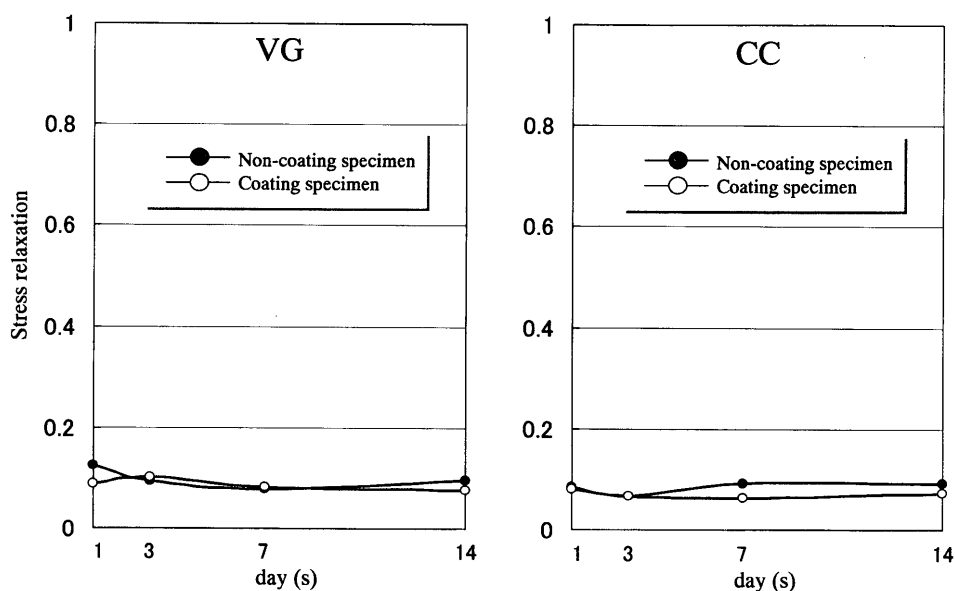 VG
Stress relaxation
1
0.8
0.6
0.4
0.2
0
Non-coating specimen
Coating specimen
1 3 7 14
day (s)
CC
1
0.8
0.6
0.4
0.2
0
Non-coating specimen
Coating specimen
1 3 7 14
day (s)